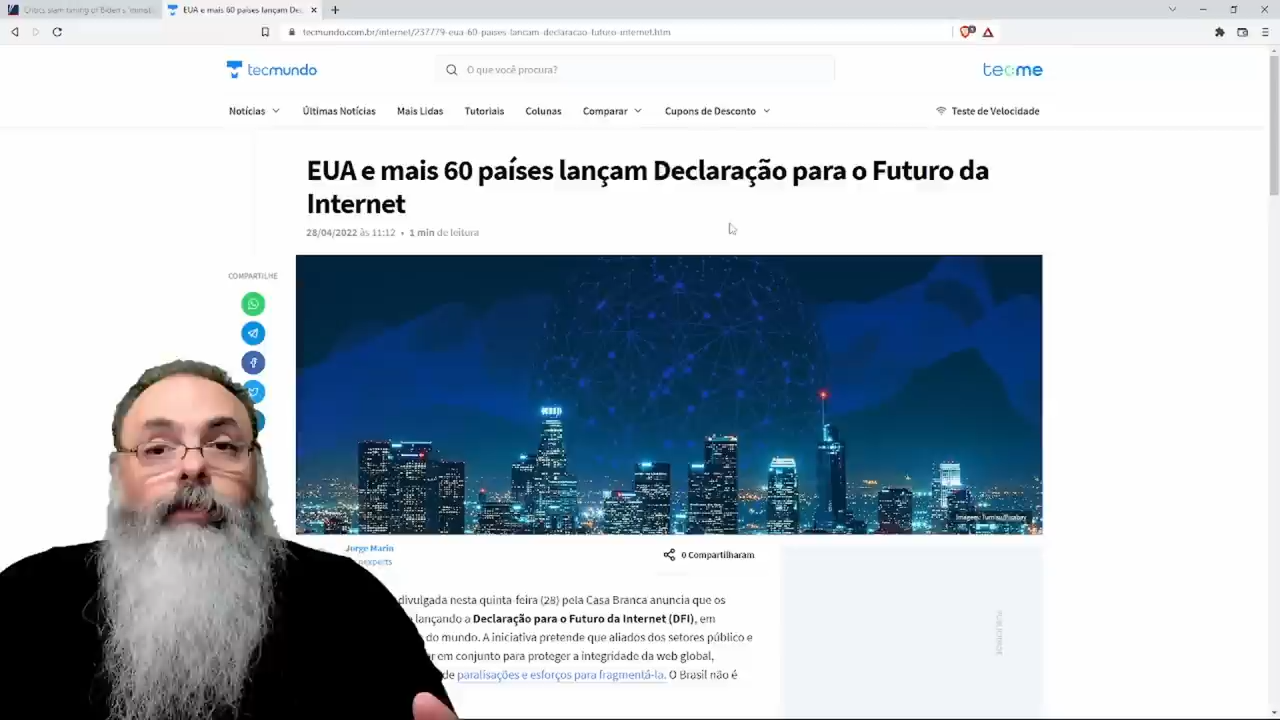 EUA e mais 60 países lançam Dec
tecmundo.com.br/internet/237779-eua-60-paises-lancam-declaracao-futuro-internet.htm
tecmundo
O que você procura?
te me
Notícias
Últimas Notícias
Mais Lidas
Tutoriais
Colunas
Comparar
Cupons de Desconto
Teste de Velocidade
EUA e mais 60 países lançam Declaração para o Futuro da
Internet
28/04/2022 às 11:12 • 1 min de leitura
COMPARTILHE
Jorge Marin
nexperts
0 Compartilharam
divulgada nesta quinta-feira (28) pela Casa Branca anuncia que os
lançando a Declaração para o Futuro da Internet (DFI), em
do mundo. A iniciativa pretende que aliados dos setores público e
em conjunto para proteger a integridade da web global,
de paralisações e esforços para fragmentá-la. O Brasil não é
PUBLICIDADE